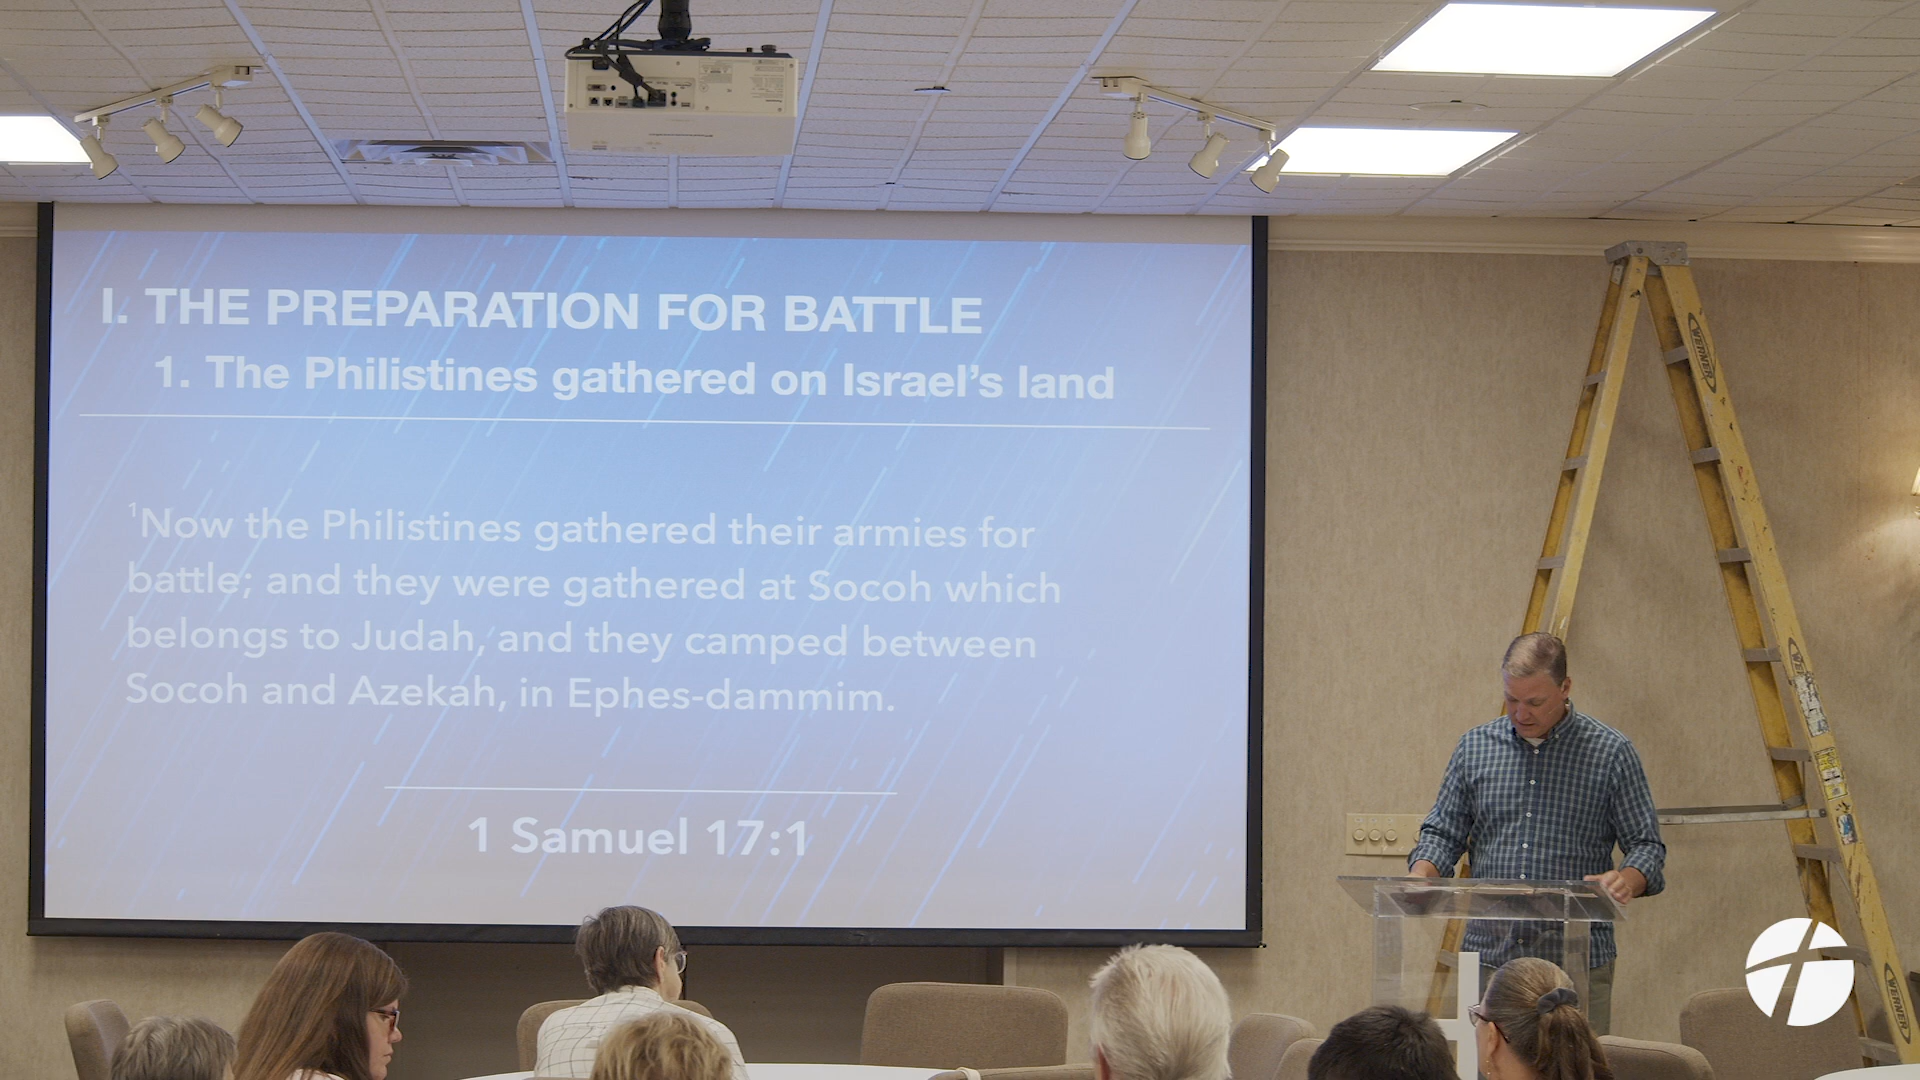 I. THE PREPARATION FOR BATTLE
1. The Philistines gathered on Israel's land
¹Now the Philistines gathered their armies for
battle; and they were gathered at Socoh which
belongs to Judah, and they camped between
Socoh and Azekah, in Ephes-dammim.
1 Samuel 17:1
WERNER
WERNER